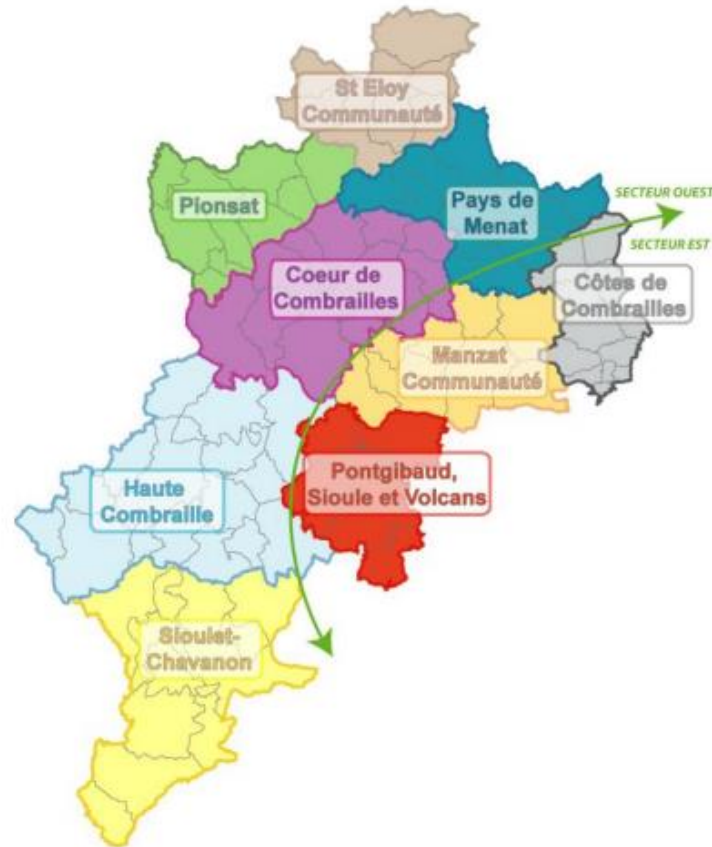 St Eloy
Communauté
Pionsat
Pays de
Menat
SECTEUR OUEST
SECTEUR EST
Coeur de
Combrailles
Côtes de
Combrailles
Manzat
Communauté
Haute
Combraille
Pontgibaud,
Sioule et Volcans
Sioulet-
Chavanon